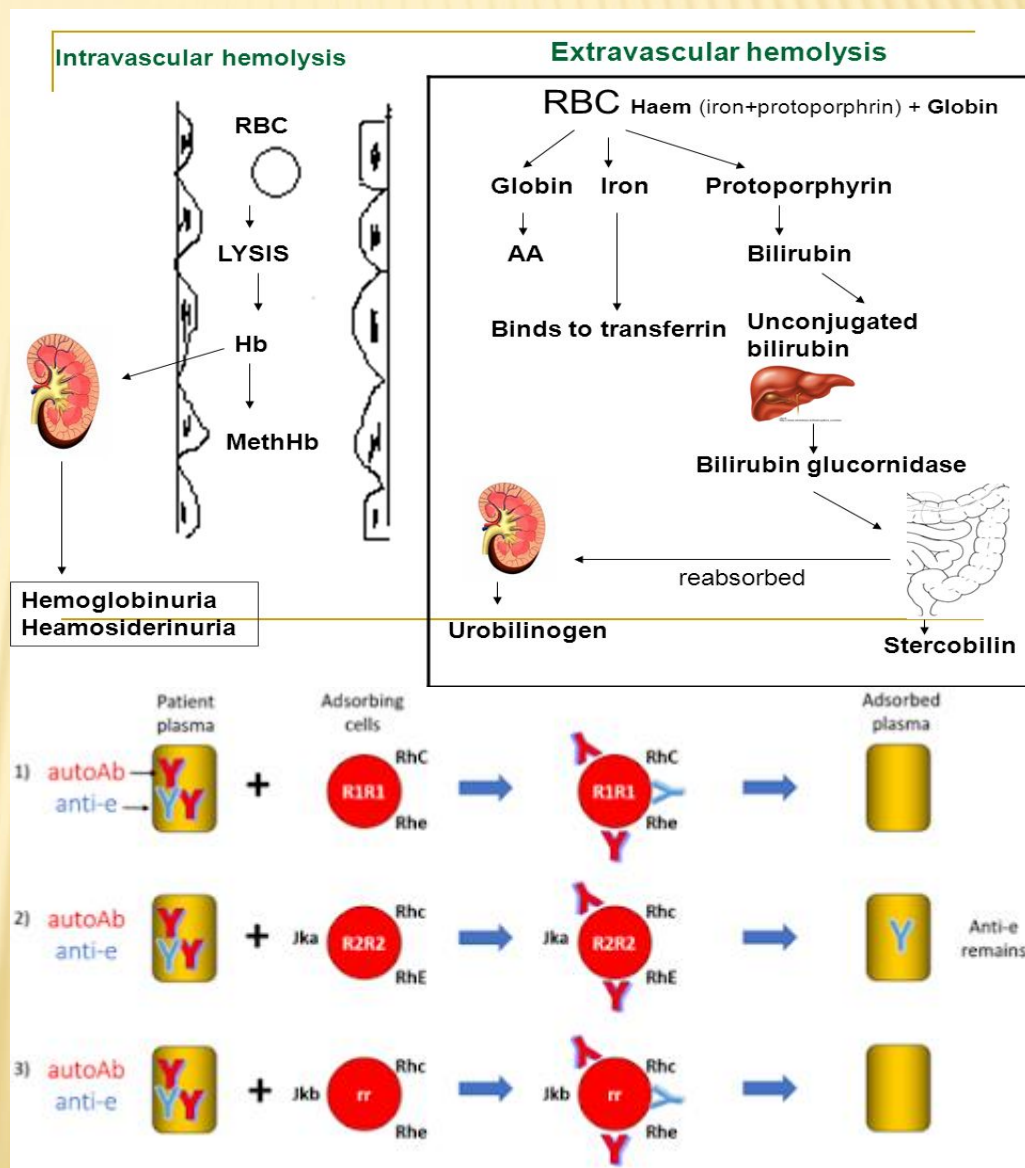 Intravascular hemolysis
RBC
LYSIS
Hb
MethHb
Hemoglobinuria
Heamosiderinuria
Extravascular hemolysis
RBC Haem (iron+protoporphrin) + Globin
Globin Iron Protoporphyrin
AA
Bilirubin
Binds to transferrin
Unconjugated
bilirubin
Bilirubin glucornidase
reabsorbed
Urobilinogen
Stercobilin
Patient
plasma
Adsorbing
cells
Adsorbed
plasma
1) autoAb
anti-e
+
R1R1
RhC
Rhe
R1R1
RhC
Rhe
2) autoAb
anti-e
+
Jka
R2R2
Rhc
RhE
Jka
R2R2
Rhc
RhE
Anti-e
remains
3) autoAb
anti-e
+
Jkb
rr
Rhc
Rhe
Jkb
rr
Rhc
Rhe